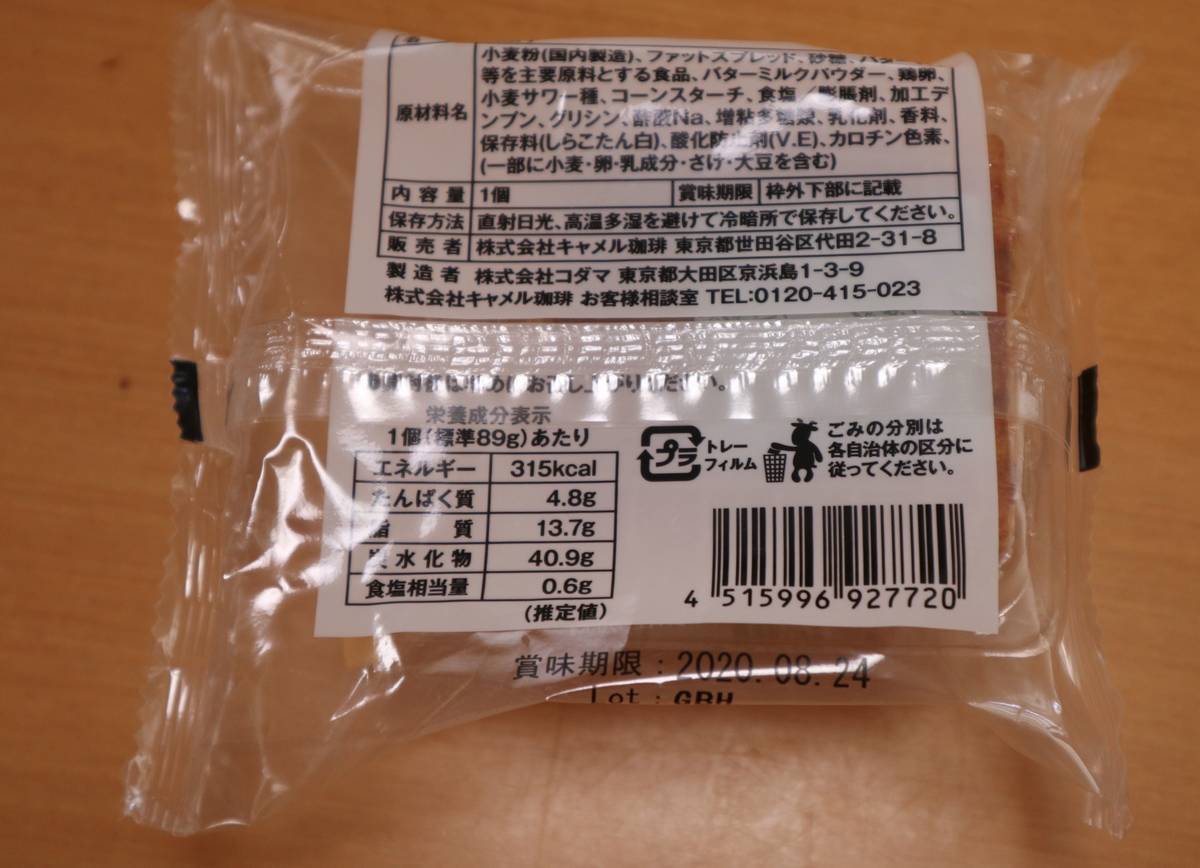 小麦粉(国内製造)、ファットスプレッド、砂糖、バター
等を主要原料とする食品、バターミルクパウダー、鶏卵、
原材料名
小麦サワー種、コーンスターチ、食塩/膨脹剤、加工デ
ンプン、グリシン、酢酸Na、増粘多糖類、乳化剤、香料、
保存料(しらこたん白)、酸化防止剤(V.E)、カロチン色素、
(一部に小麦・卵・乳成分・さけ・大豆を含む)
内容量 1個 賞味期限 枠外下部に記載
保存方法 直射日光、高温多湿を避けて冷暗所で保存してください。
販売者 株式会社キャメル珈琲 東京都世田谷区代田2-31-8
製造者 株式会社コダマ 東京都大田区京浜島1-3-9
株式会社キャメル珈琲 お客様相談室 TEL:0120-415-023
栄養成分表示
1個(標準89g)あたり
エネルギー 315kcal
たんぱく質 4.8g
脂質 13.7g
炭水化物 40.9g
食塩相当量 0.6g
(推定値)
プラ
トレー
フィルム
ごみの分別は
各自治体の区分に
従ってください。
4 515996 927720
賞味期限:2020.08.24
Lot:GBH